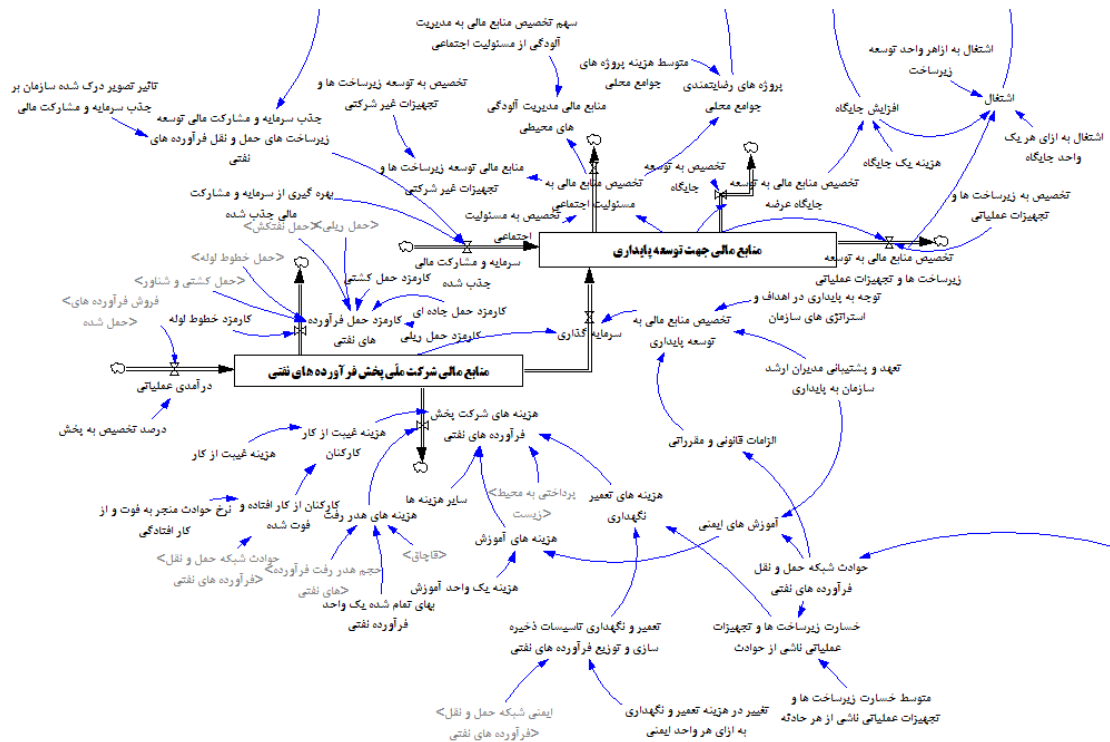 سهم تخصیص منابع مالی به مدیریت
آلودگی از مسئولیت اجتماعی
متوسط هزینه پروژه های
جوامع محلی
پروژه های رضایتمندی
جوامع محلی
اشتغال به ازاهر واحد توسعه
زیرساخت
اشتغال
افزایش جایگاه
هزینه یک جایگاه
اشتغال به ازای هر یک
واحد جایگاه
تاثیر تصویر درک شده سازمان بر
جذب سرمایه و مشارکت مالی
جذب سرمایه و مشارکت مالی توسعه
زیرساخت های حمل و نقل فرآورده های
نفتی
تخصیص به توسعه زیرساخت ها و
تجهیزات غیر شرکتی
منابع مالی مدیریت آلودگی
های محیطی
منابع مالی توسعه زیرساخت ها و
تجهیزات غیر شرکتی
تخصیص منابع مالی به
مسئولیت اجتماعی
تخصیص به مسئولیت
اجتماعی
تخصیص به توسعه
جایگاه
تخصیص منابع مالی به توسعه
جایگاه عرضه
تخصیص به زیرساخت ها و
تجهیزات عملیاتی
تخصیص منابع مالی به توسعه
زیرساخت ها و تجهیزات عملیاتی
بهره گیری از سرمایه و مشارکت
مالی جذب شده
سرمایه و مشارکت مالی
جذب شده
منابع مالی جهت توسعه پایداری
<حمل نفتکش>
<حمل ریلی>
<حمل خطوط لوله>
<حمل کشتی و شناور>
<فروش فرآورده های
حمل شده>
کارمزد خطوط لوله
کارمزد حمل کشتی
کارمزد حمل جاده ای
کارمزد حمل ریلی
کارمزد حمل فرآورده
های نفتی
سرمایه گذاری
تخصیص منابع مالی به
توسعه پایداری
توجه به پایداری در اهداف و
استراتژی های سازمان
تعهد و پشتیبانی مدیران ارشد
سازمان به پایداری
درآمدی عملیاتی
درصد تخصیص به پخش
منابع مالی شرکت ملّی پخش فرآورده های نفتی
هزینه های شرکت پخش
فرآورده های نفتی
هزینه غیبت از کار
کارکنان
هزینه غیبت از کار
الزامات قانونی و مقرراتی
کارکنان از کار افتاده و
فوت شده
نرخ حوادث منجر به فوت و از
کار افتادگی
<حوادث شبکه حمل و نقل
فرآورده های نفتی>
هزینه های هدر رفت
<حجم هدر رفت فرآورده
های نفتی>
<قاچاق>
بهای تمام شده یک واحد
فرآورده نفتی
سایر هزینه ها
<پرداختی به محیط
زیست>
هزینه های آموزش
هزینه یک واحد آموزش
هزینه های تعمیر
نگهداری
آموزش های ایمنی
حوادث شبکه حمل و نقل
فرآورده های نفتی
خسارت زیرساخت ها و تجهیزات
عملیاتی ناشی از حوادث
متوسط خسارت زیرساخت ها و
تجهیزات عملیاتی ناشی از هر حادثه
تعمیر و نگهداری تاسیسات ذخیره
سازی و توزیع فرآورده های نفتی
<ایمنی شبکه حمل و نقل
فرآورده های نفتی>
تغییر در هزینه تعمیر و نگهداری
به ازای هر واحد ایمنی